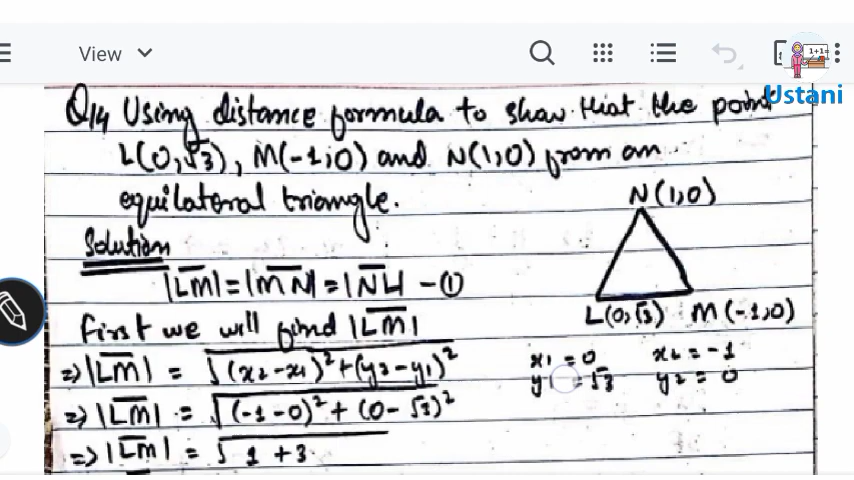 View
1+1=
Ustani
Q14 Using distance formula to show that the point
L(0,√3), M(-1,0) and N(1,0) from an
equilateral triangle.
N(1,0)
Solution
|LM| = |MN| = |NL| - ①
L(0,√3) M(-1,0)
First we will find |LM|
=> |LM| = √(x₂-x₁)²+(y₂-y₁)²
x1 = 0 x2 = -1
y1 = √3 y2 = 0
=> |LM| = √(-1-0)² + (0-√3)²
=> |LM| = √1+3